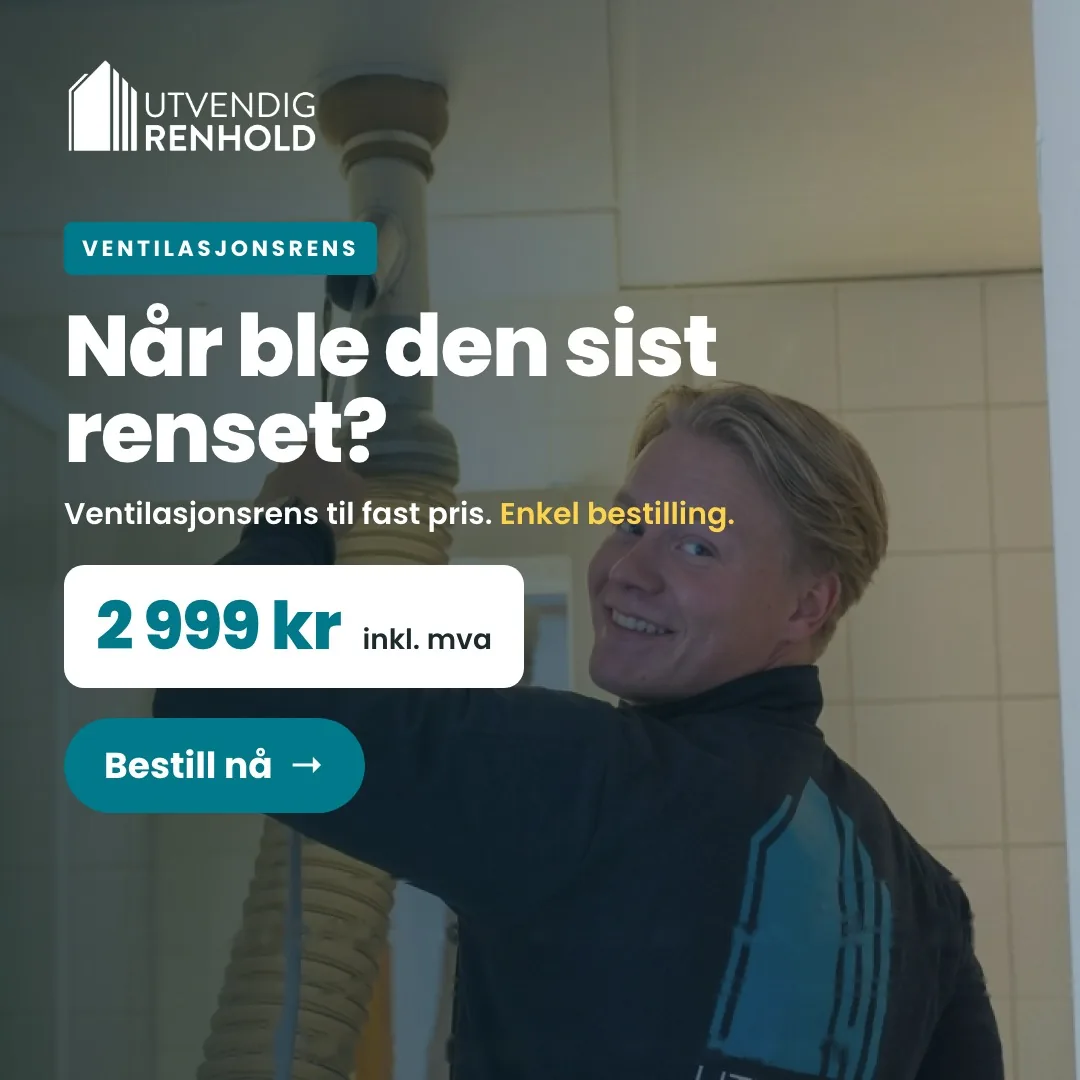 UTVENDIG
RENHOLD
VENTILASJONSRENS
Når ble den sist
renset?
Ventilasjonsrens til fast pris. Enkel bestilling.
2 999 kr inkl. mva
Bestill nå →